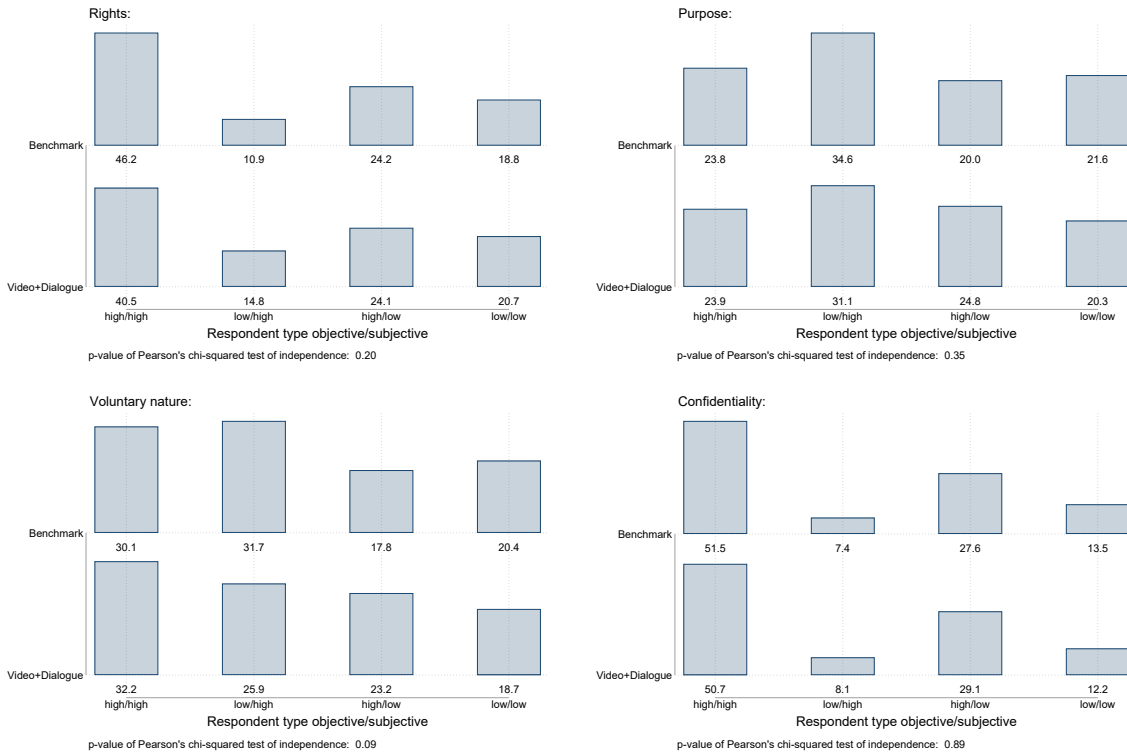 Rights:
Benchmark
46.2 10.9 24.2 18.8
Video+Dialogue
40.5 14.8 24.1 20.7
high/high low/high high/low low/low
Respondent type objective/subjective
p-value of Pearson's chi-squared test of independence: 0.20
Purpose:
Benchmark
23.8 34.6 20.0 21.6
Video+Dialogue
23.9 31.1 24.8 20.3
high/high low/high high/low low/low
Respondent type objective/subjective
p-value of Pearson's chi-squared test of independence: 0.35
Voluntary nature:
Benchmark
30.1 31.7 17.8 20.4
Video+Dialogue
32.2 25.9 23.2 18.7
high/high low/high high/low low/low
Respondent type objective/subjective
p-value of Pearson's chi-squared test of independence: 0.09
Confidentiality:
Benchmark
51.5 7.4 27.6 13.5
Video+Dialogue
50.7 8.1 29.1 12.2
high/high low/high high/low low/low
Respondent type objective/subjective
p-value of Pearson's chi-squared test of independence: 0.89